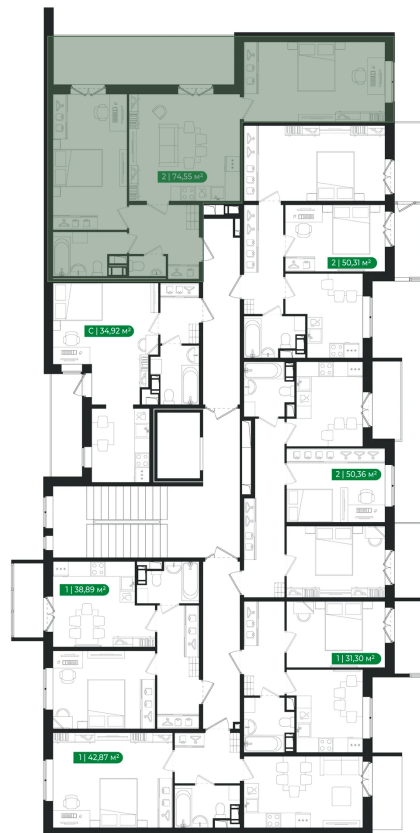 2 | 74,55 м²
2 | 50,31 м²
С | 34,92 м²
2 | 50,36 м²
1 | 38,89 м²
1 | 31,30 м²
1 | 42,87 м²